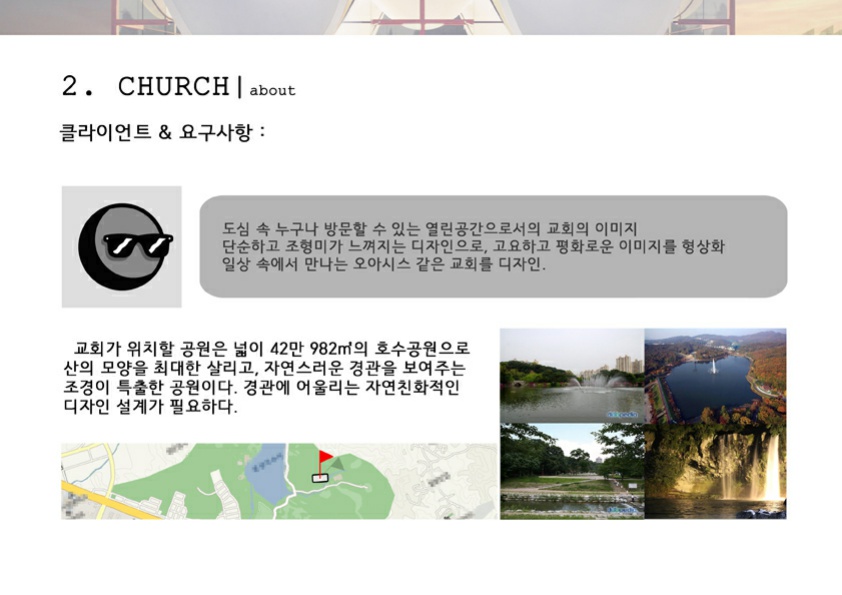 2. CHURCH|about
클라이언트 & 요구사항 :
도심 속 누구나 방문할 수 있는 열린공간으로서의 교회의 이미지
단순하고 조형미가 느껴지는 디자인으로, 고요하고 평화로운 이미지를 형상화
일상 속에서 만나는 오아시스 같은 교회를 디자인.
교회가 위치할 공원은 넓이 42만 982㎡의 호수공원으로
산의 모양을 최대한 살리고, 자연스러운 경관을 보여주는
조경이 특출한 공원이다. 경관에 어울리는 자연친화적인
디자인 설계가 필요하다.